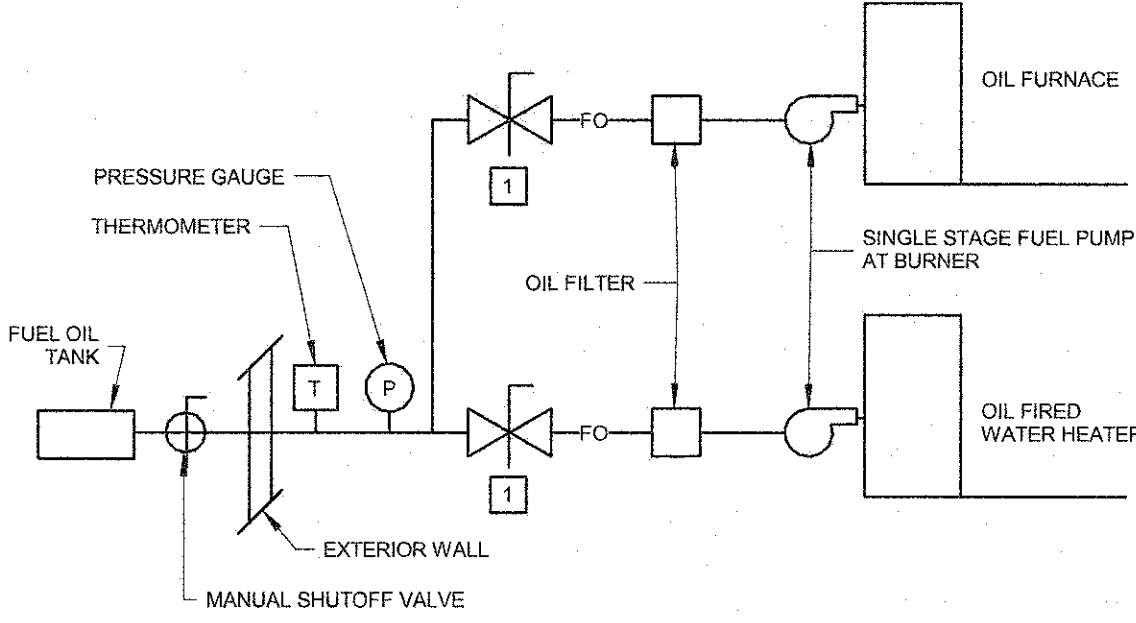 OIL FURNACE
FO
1
PRESSURE GAUGE
THERMOMETER
SINGLE STAGE FUEL PUMP
AT BURNER
OIL FILTER
FUEL OIL
TANK
T
P
FO
OIL FIRED
WATER HEATER
1
EXTERIOR WALL
MANUAL SHUTOFF VALVE